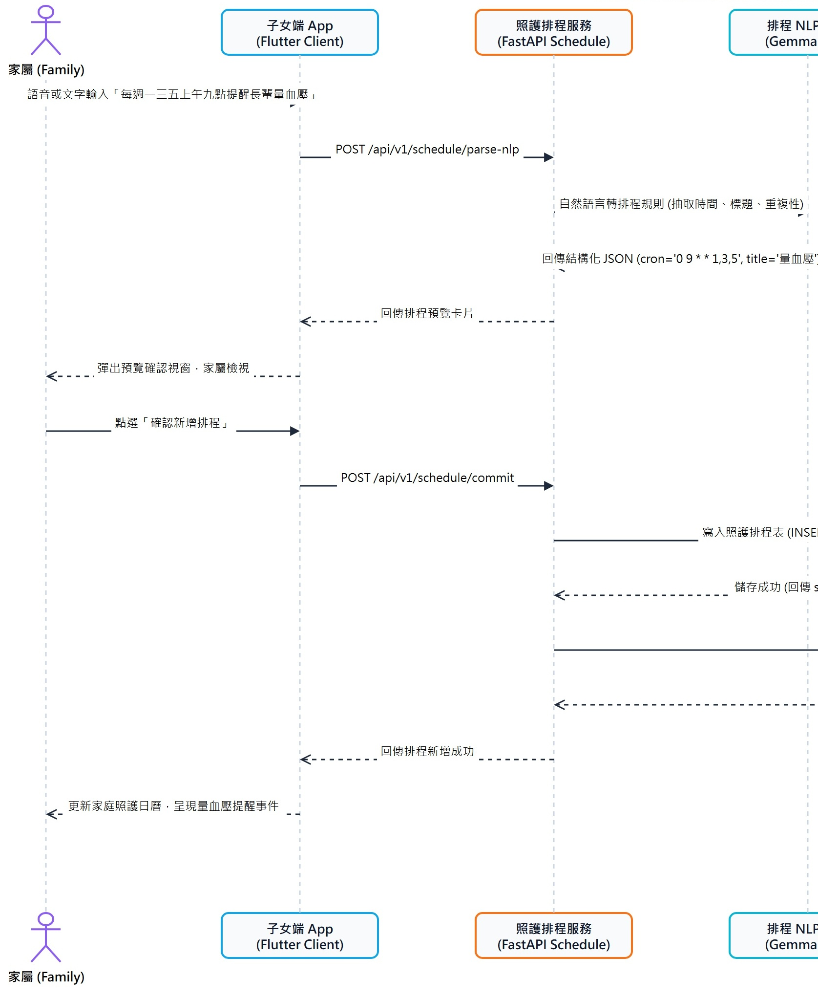 子女端 App
(Flutter Client)
照護排程服務
(FastAPI Schedule)
排程 NLP
(Gemma
家屬 (Family)
語音或文字輸入「每週一三五上午九點提醒長輩量血壓」
POST /api/v1/schedule/parse-nlp
自然語言轉排程規則 (抽取時間、標題、重複性)
回傳結構化 JSON (cron='0 9 * * 1,3,5', title='量血壓')
回傳排程預覽卡片
彈出預覽確認視窗，家屬檢視
點選「確認新增排程」
POST /api/v1/schedule/commit
寫入照護排程表 (INSE
儲存成功 (回傳 s
回傳排程新增成功
更新家庭照護日曆，呈現量血壓提醒事件
子女端 App
(Flutter Client)
照護排程服務
(FastAPI Schedule)
排程 NLP
(Gemma
家屬 (Family)